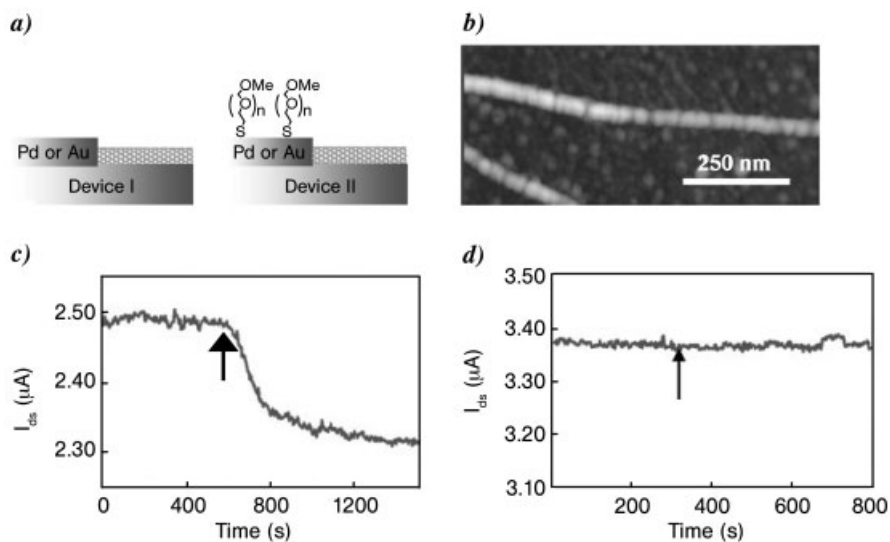 a)
b)
OMe OMe
(O)n (O)n
S S
Pd or Au
Pd or Au
Device I
Device II
250 nm
c)
d)
2.50
2.40
2.30
Ids (μA)
0 400 800 1200
Time (s)
3.50
3.40
3.30
3.20
3.10
Ids (μA)
200 400 600 800
Time (s)